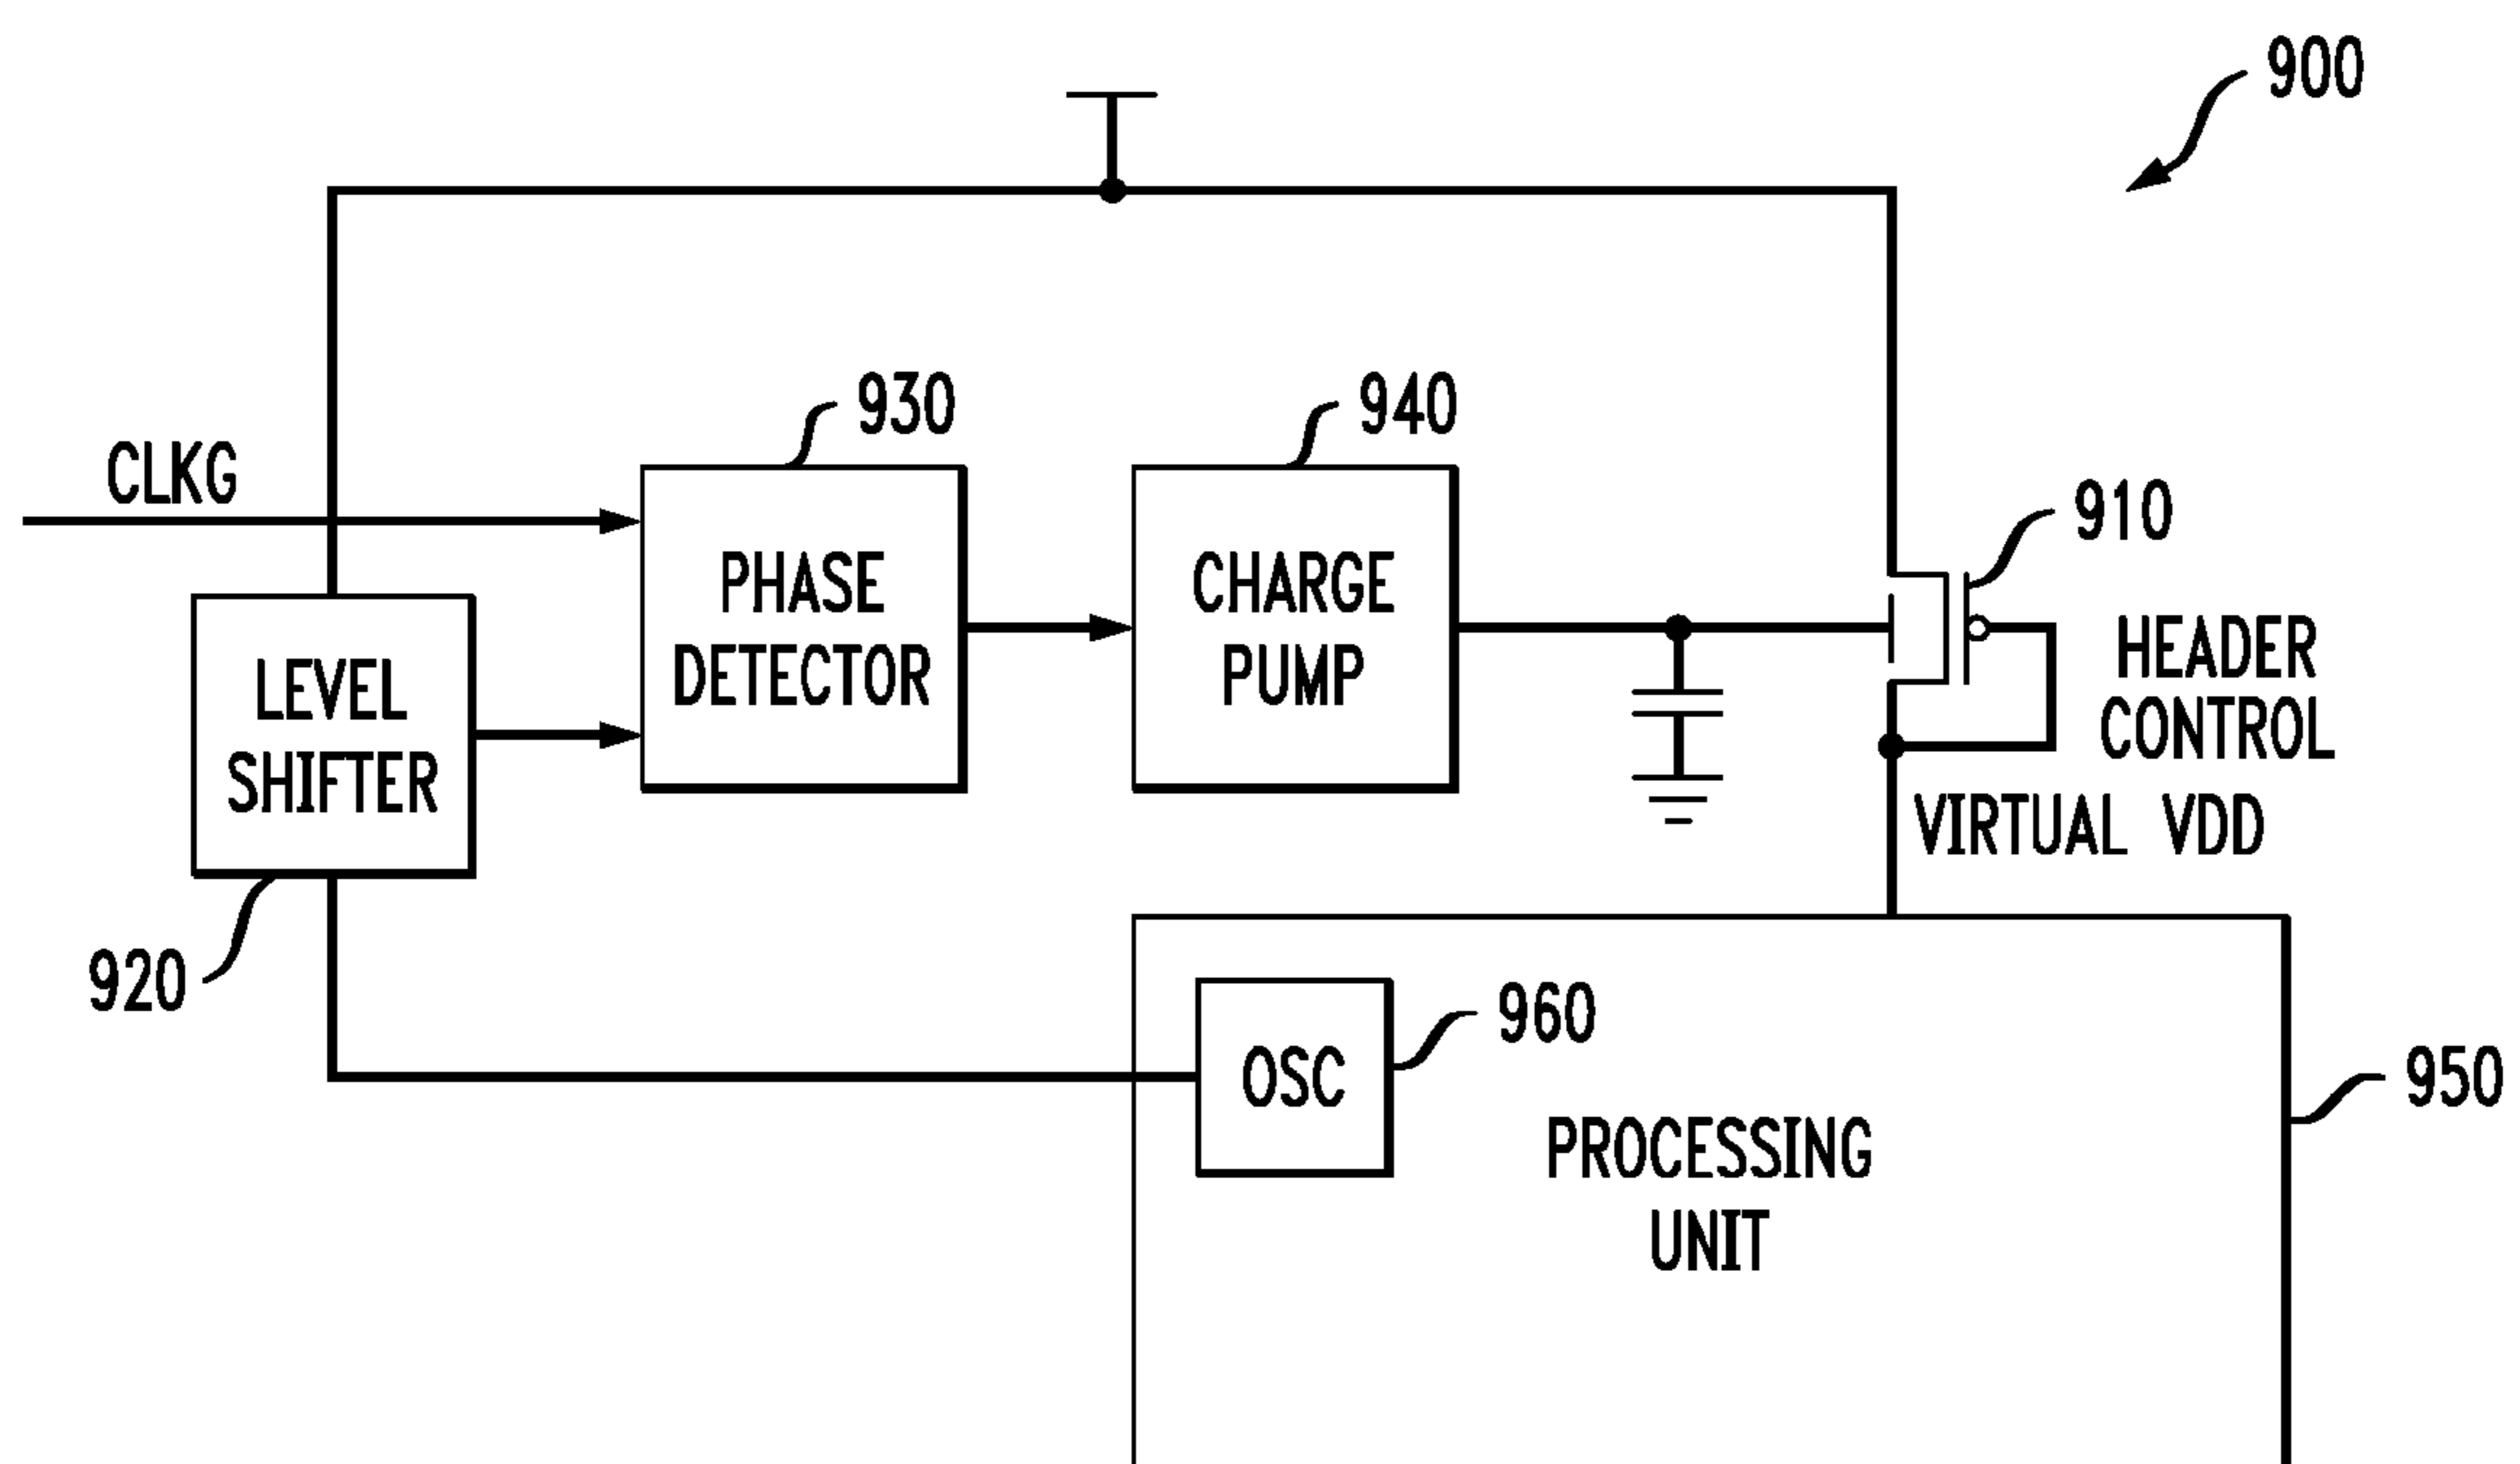 900
930
940
CLKG
910
PHASE
DETECTOR
CHARGE
PUMP
HEADER
CONTROL
LEVEL
SHIFTER
VIRTUAL VDD
920
960
OSC
950
PROCESSING
UNIT